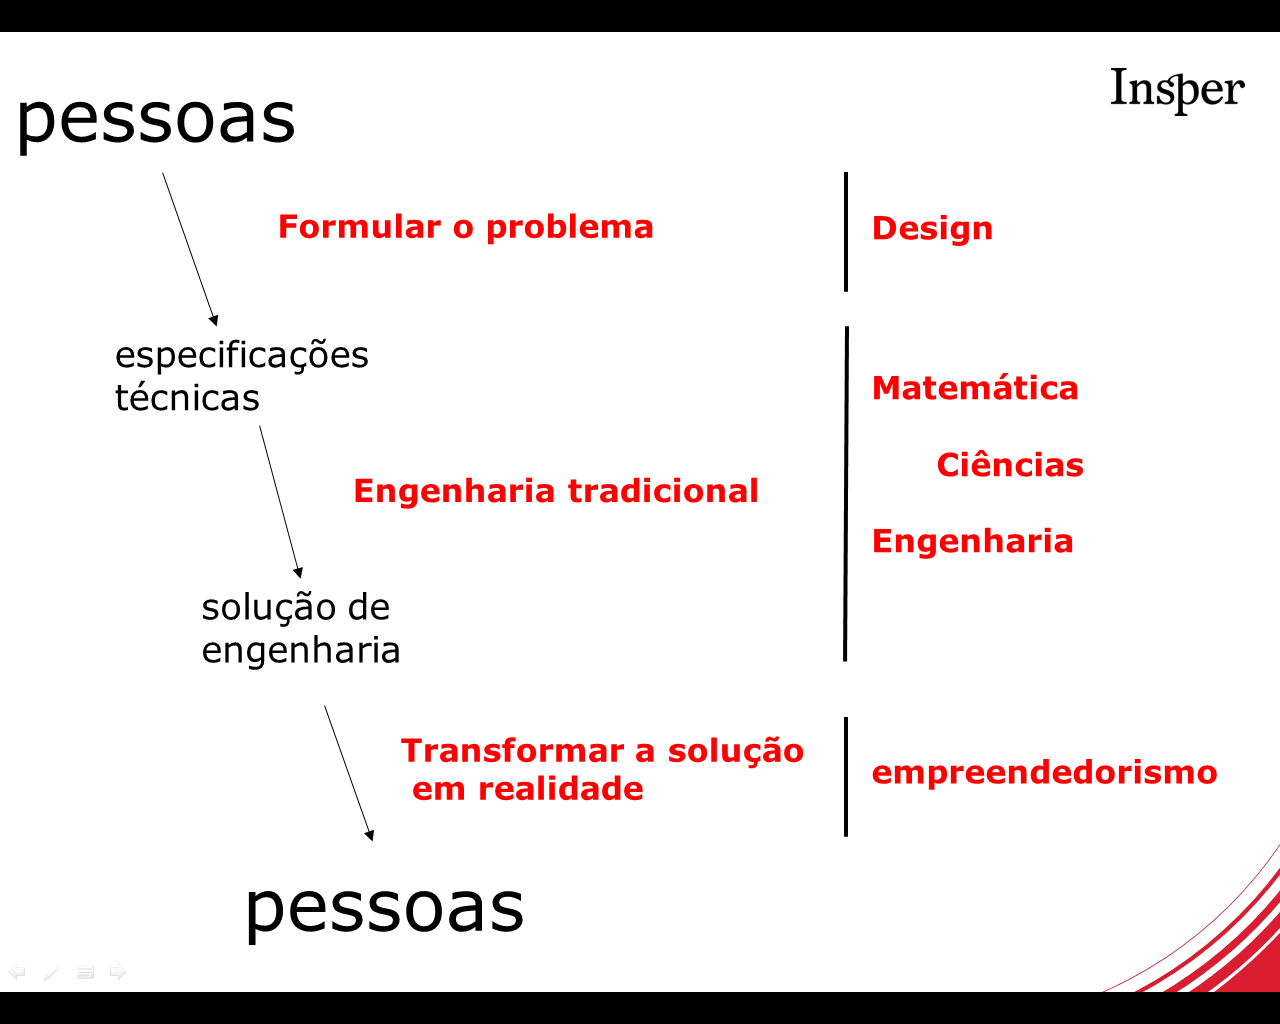 Insper
pessoas
Formular o problema
Design
especificações
técnicas
Matemática
Ciências
Engenharia tradicional
Engenharia
solução de
engenharia
Transformar a solução
em realidade
empreendedorismo
pessoas